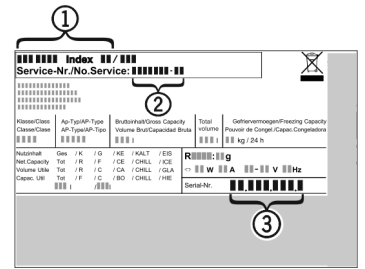 1
Index /
Service-Nr./No.Service: -
2
Klasse/Class Ap-Typ/AP-Type Bruttoinhalt/Gross Capacity Total Gefriervermoegen/Freezing Capacity
Classe/Clase AP-Type/AP-Tipo Volume Brut/Capacidad Bruta volume Pouvoir de Congel./Capac.Congeladora
l l kg / 24 h
Nutzinhalt Ges / K / G / KE / KALT / EIS
Net.Capacity Tot / R / F / CE / CHILL / ICE
Volume Utile Tot / R / C / CA / CHILL / GLA
Capac. Util Tot / F / C / BO / CHILL / HIE
l / l
R : g
~ W A - V Hz
Serial-Nr. . . .
3